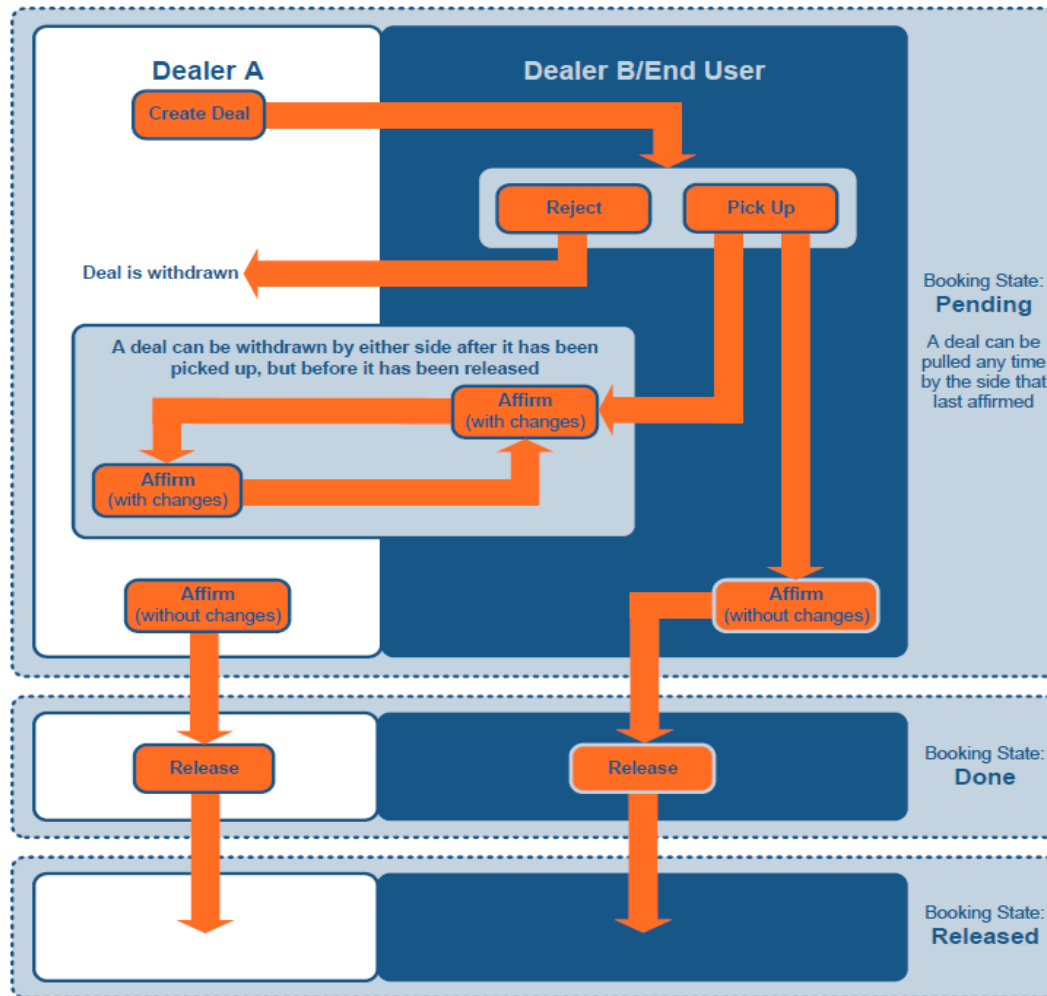 Dealer A
Dealer B/End User
Create Deal
Reject
Pick Up
Deal is withdrawn
Booking State:
Pending
A deal can be
pulled any time
by the side that
last affirmed
A deal can be withdrawn by either side after it has been
picked up, but before it has been released
Affirm
(with changes)
Affirm
(with changes)
Affirm
(without changes)
Affirm
(without changes)
Release
Release
Booking State:
Done
Booking State:
Released